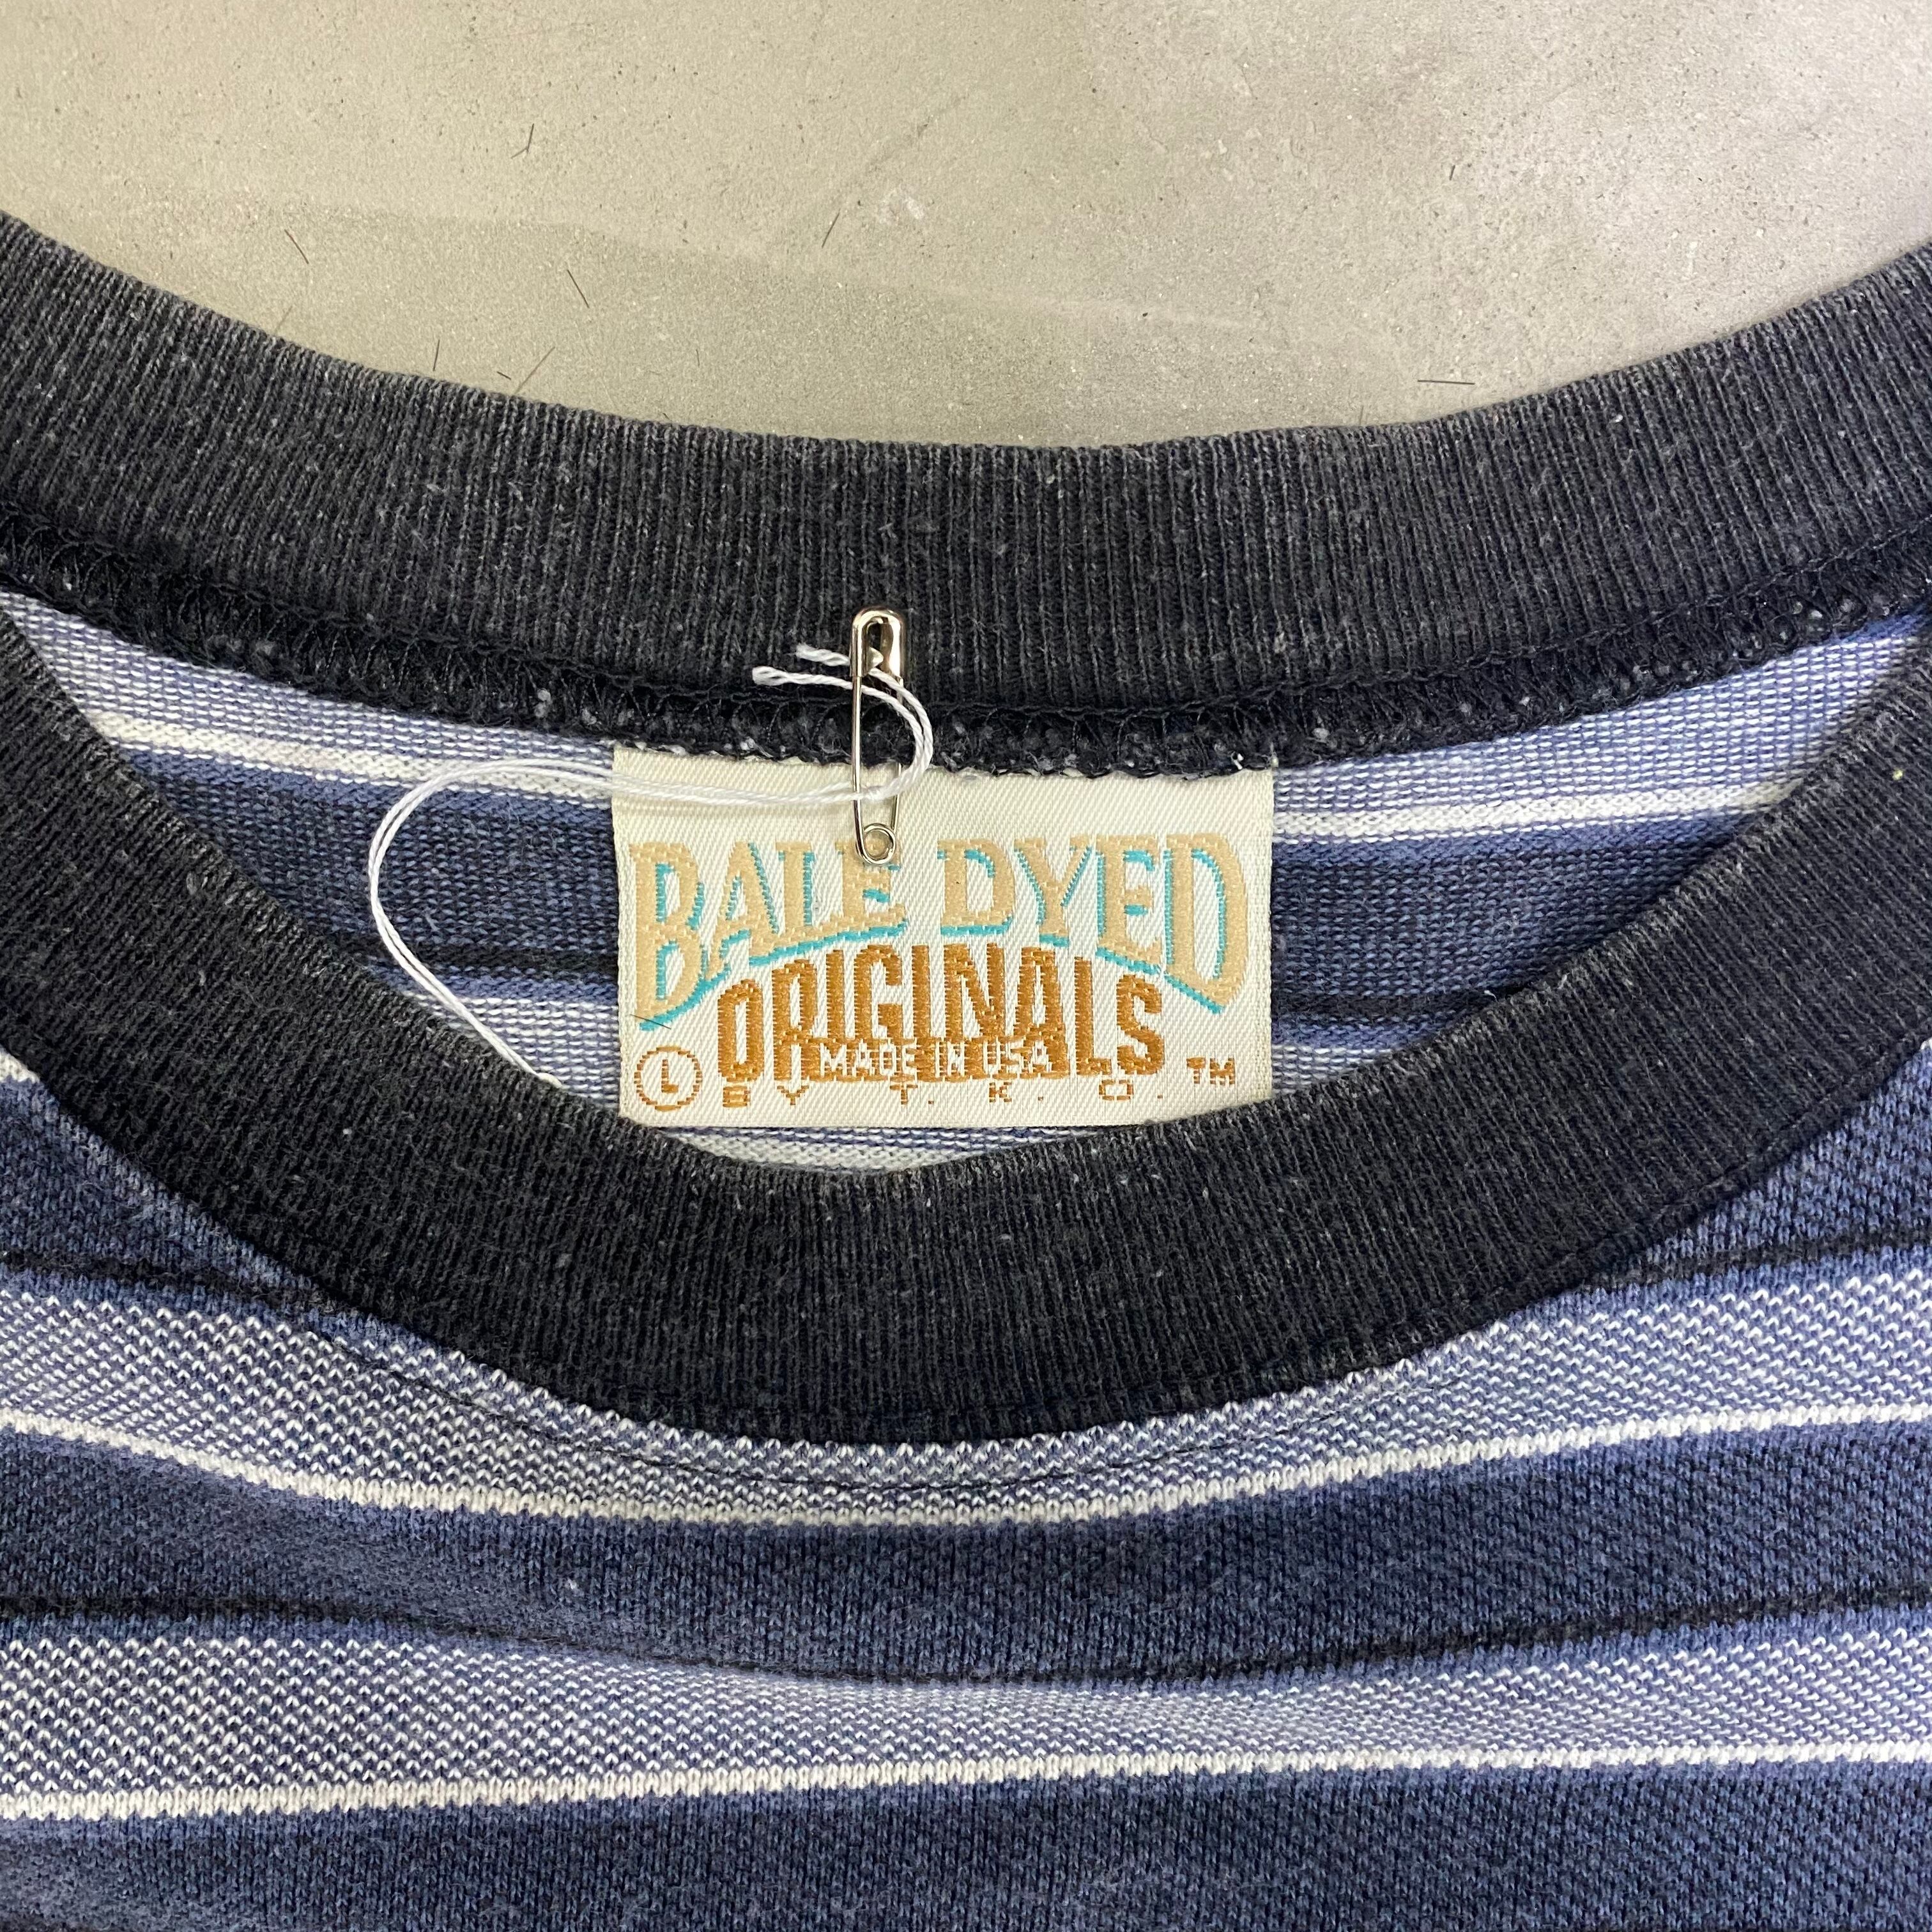 BALE DYED
ORIGINALS
MADE IN USA
L BY T.K.O. TM